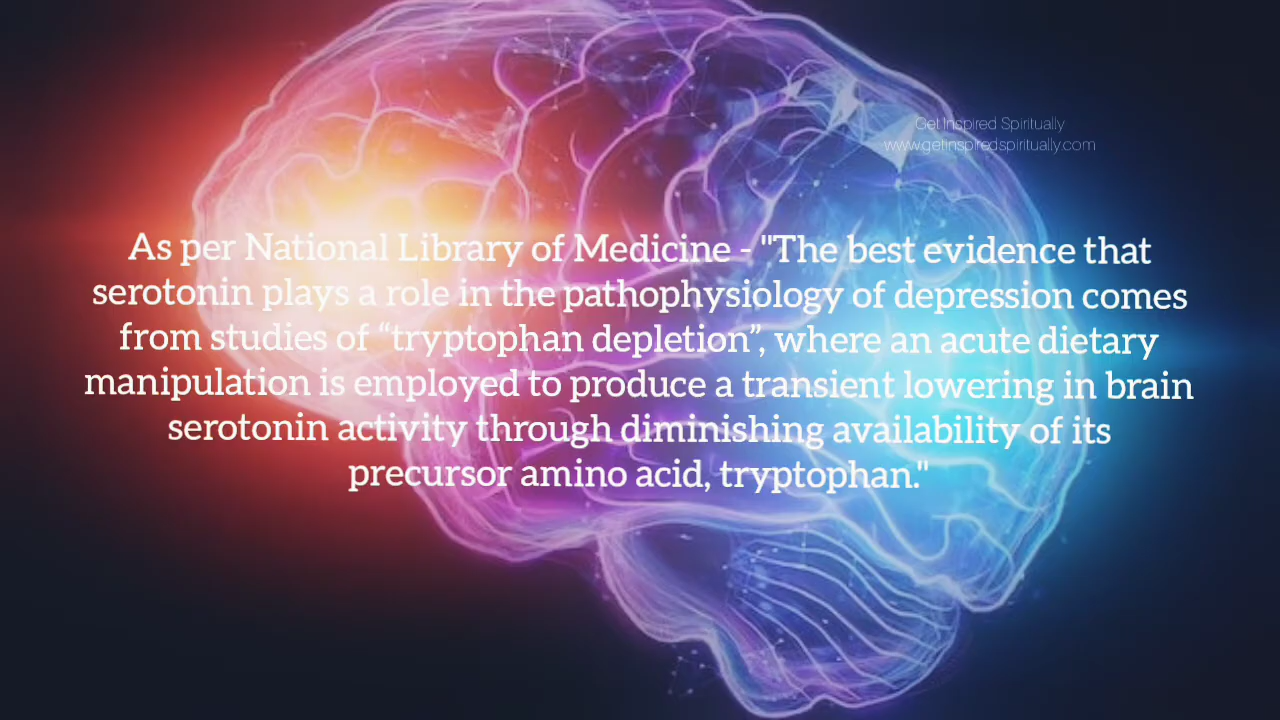 Get Inspired Spiritually
www.getinspiredspiritually.com
As per National Library of Medicine - "The best evidence that
serotonin plays a role in the pathophysiology of depression comes
from studies of “tryptophan depletion”, where an acute dietary
manipulation is employed to produce a transient lowering in brain
serotonin activity through diminishing availability of its
precursor amino acid, tryptophan."